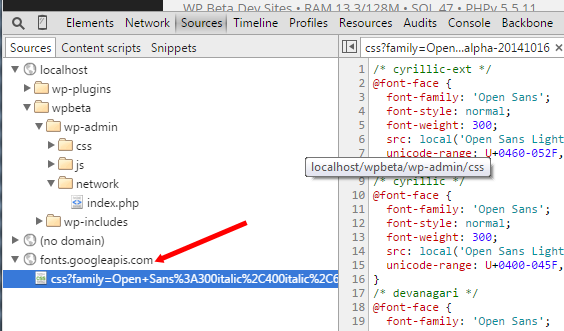 WP Beta Dev Sites • RAM 13.3/128M • SQL 47 • PHPv 5.5.11
Elements Network Sources Timeline Profiles Resources Audits Console Backbone
Sources Content scripts Snippets
css?family=Open...alpha-20141016
localhost
wp-plugins
wpbeta
wp-admin
css
js
network
index.php
wp-includes
(no domain)
fonts.googleapis.com
css?family=Open+Sans%3A300italic%2C400italic%2C6
1 /* cyrillic-ext */
2 @font-face {
3 font-family: 'Open Sans';
4 font-style: normal;
5 font-weight: 300;
6 src: local('Open Sans Light
7 unicode-range: U+0460-052F,
localhost/wpbeta/wp-admin/css
9 /* cyrillic */
10 @font-face {
11 font-family: 'Open Sans';
12 font-style: normal;
13 font-weight: 300;
14 src: local('Open Sans Light
15 unicode-range: U+0400-045F,
16 }
17 /* devanagari */
18 @font-face {
19 font-family: 'Open Sans';